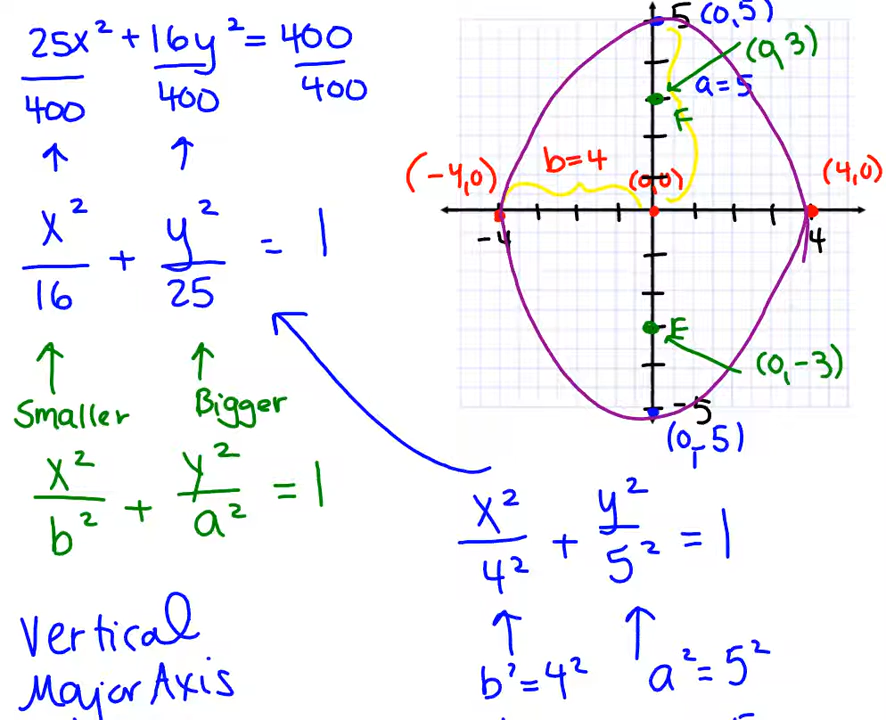 25x² + 16y² = 400
400 400 400
x² + y² = 1
16 25
Smaller Bigger
x² + y² = 1
b² a²
Vertical
Major Axis
5 (0,5)
(0,3)
a=5
F
(-4,0) b=4 (0,0) (4,0)
-4 4
F
(0,-3)
-5
(0,-5)
x² + y² = 1
4² 5²
b²=4² a²=5²